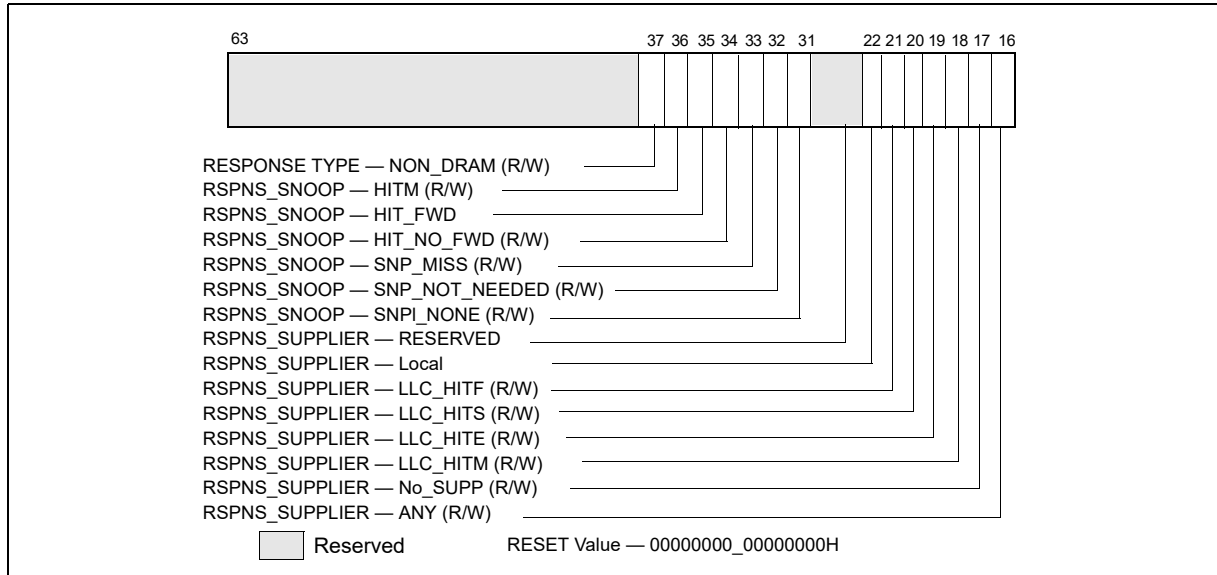 63 37 36 35 34 33 32 31 22 21 20 19 18 17 16
RESPONSE TYPE — NON_DRAM (R/W)
RSPNS_SNOOP — HITM (R/W)
RSPNS_SNOOP — HIT_FWD
RSPNS_SNOOP — HIT_NO_FWD (R/W)
RSPNS_SNOOP — SNP_MISS (R/W)
RSPNS_SNOOP — SNP_NOT_NEEDED (R/W)
RSPNS_SNOOP — SNPl_NONE (R/W)
RSPNS_SUPPLIER — RESERVED
RSPNS_SUPPLIER — Local
RSPNS_SUPPLIER — LLC_HITF (R/W)
RSPNS_SUPPLIER — LLC_HITS (R/W)
RSPNS_SUPPLIER — LLC_HITE (R/W)
RSPNS_SUPPLIER — LLC_HITM (R/W)
RSPNS_SUPPLIER — No_SUPP (R/W)
RSPNS_SUPPLIER — ANY (R/W)
Reserved RESET Value — 00000000_00000000H